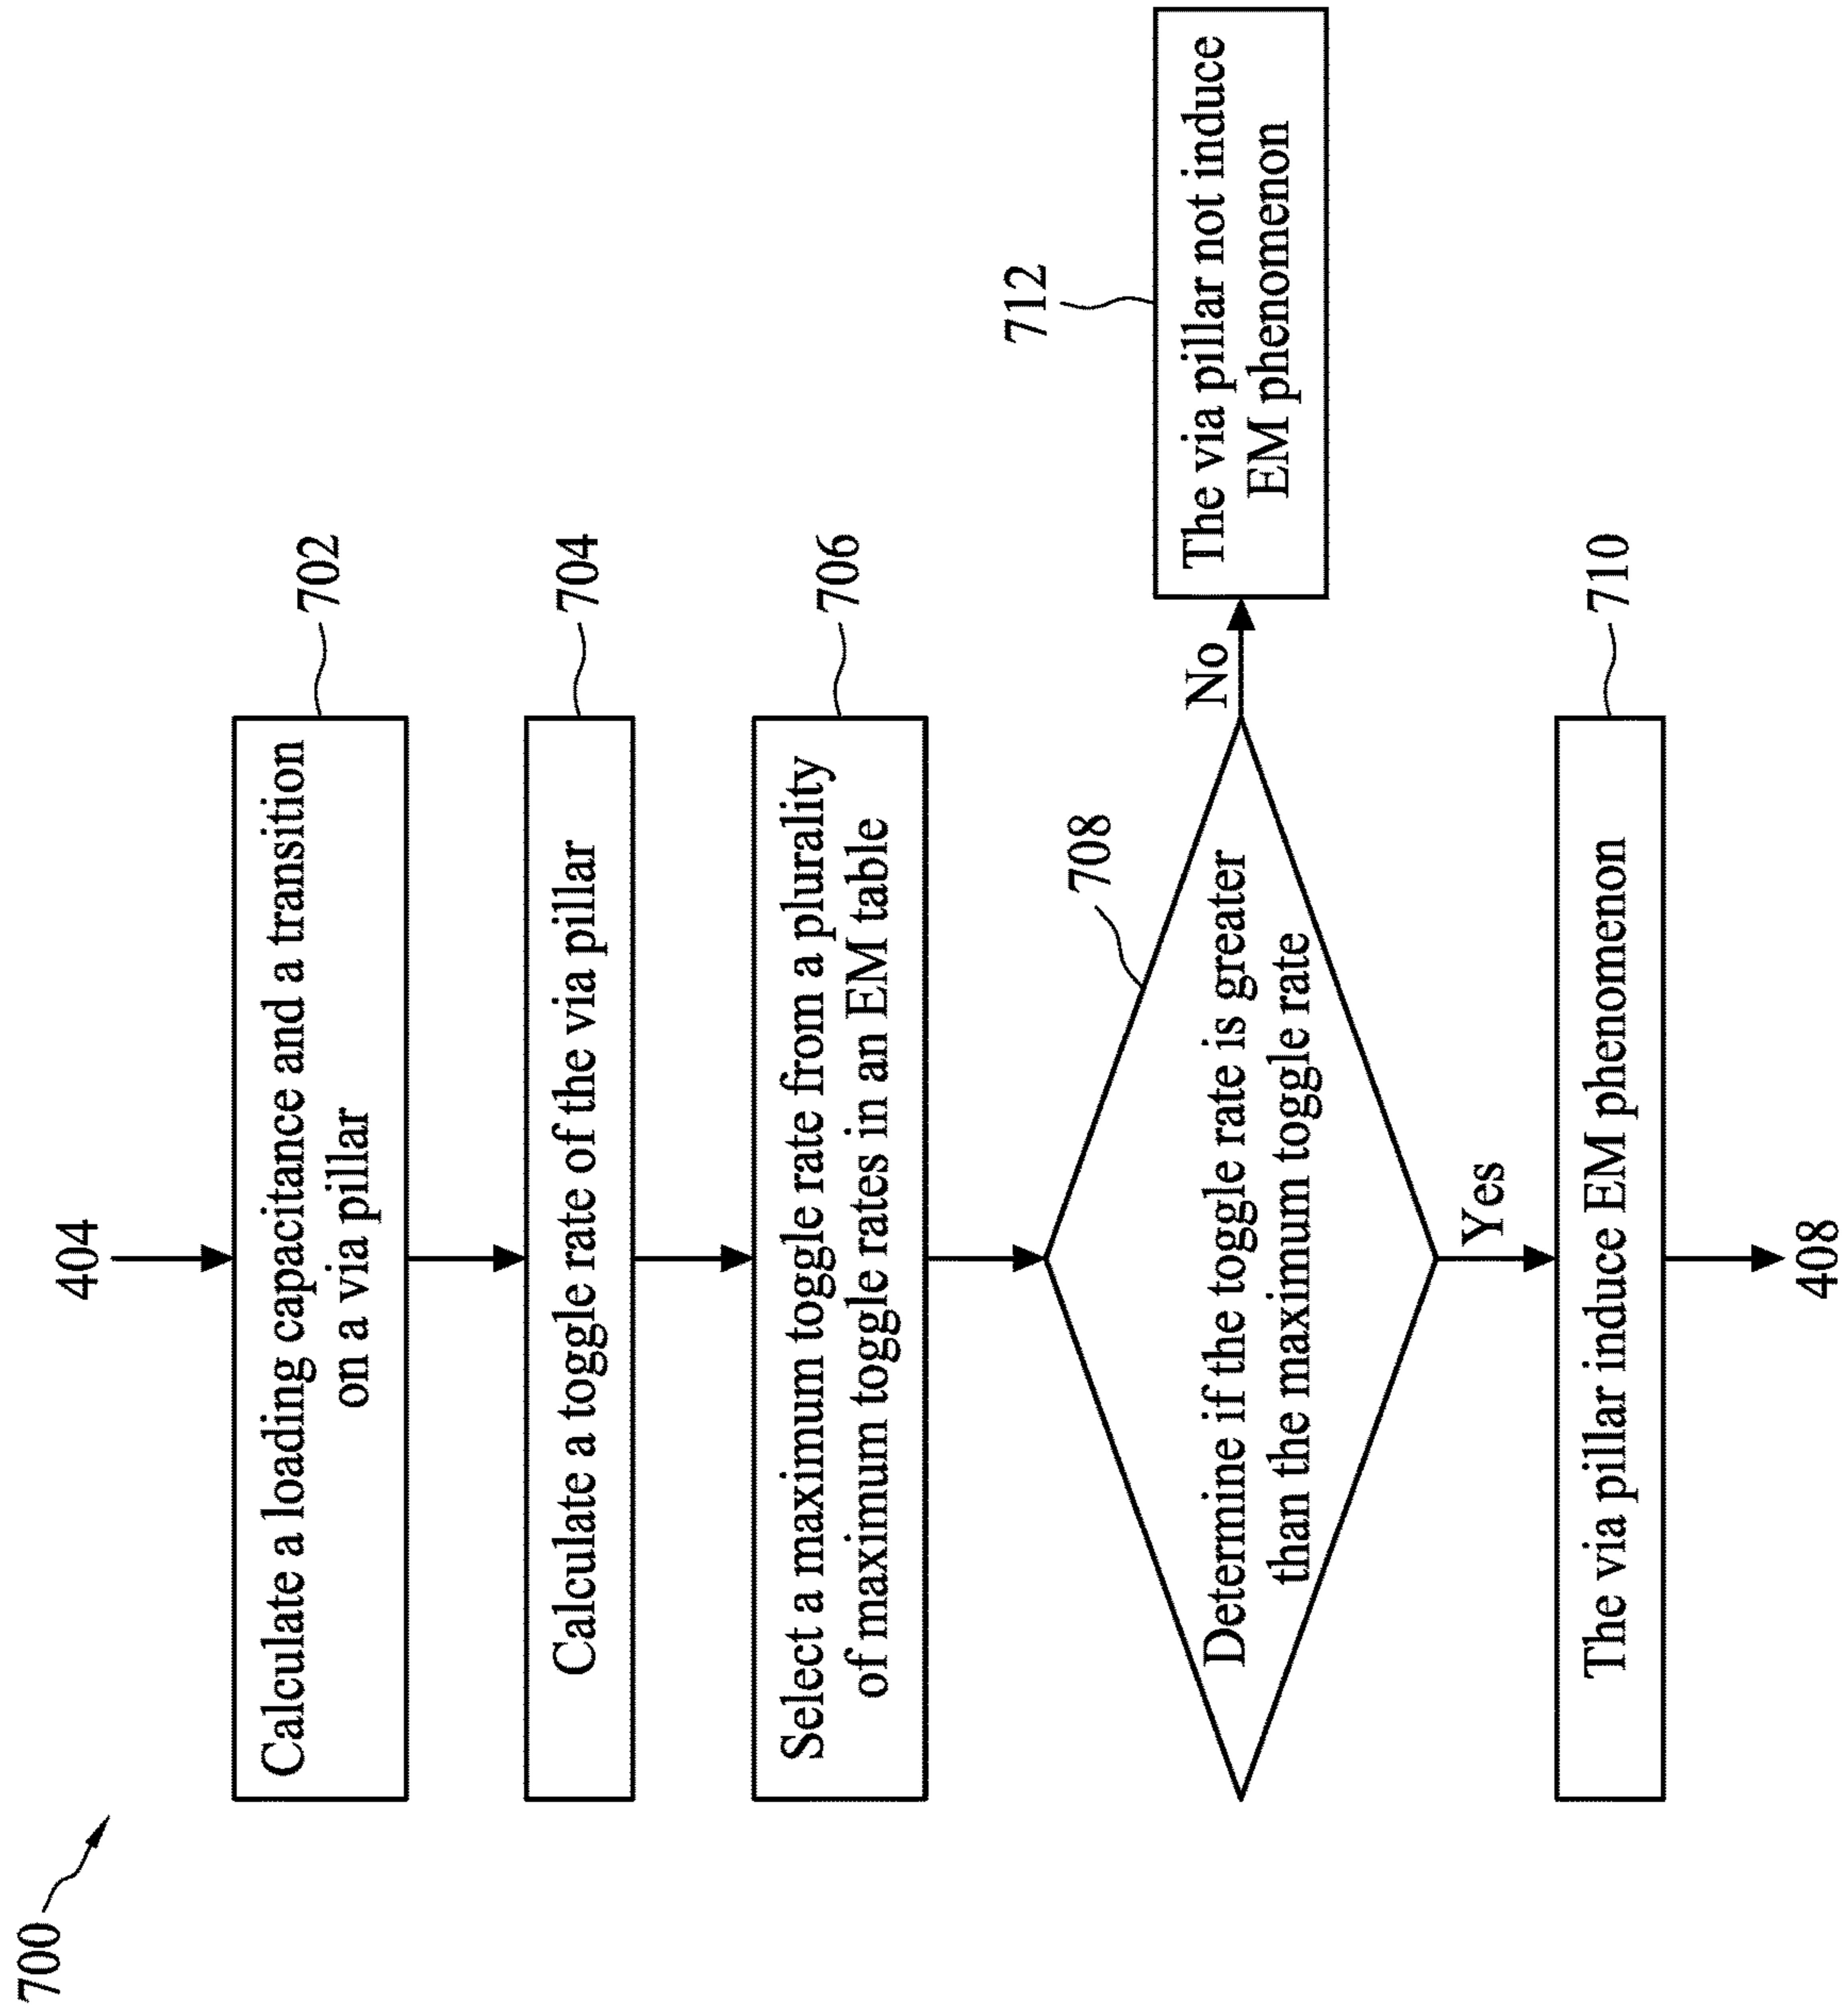 700
404
Calculate a loading capacitance and a transition
on a via pillar
702
Calculate a toggle rate of the via pillar
704
Select a maximum toggle rate from a plurality
of maximum toggle rates in an EM table
706
708
Determine if the toggle rate is greater
than the maximum toggle rate
No
712
The via pillar not induce
EM phenomenon
Yes
The via pillar induce EM phenomenon
710
408